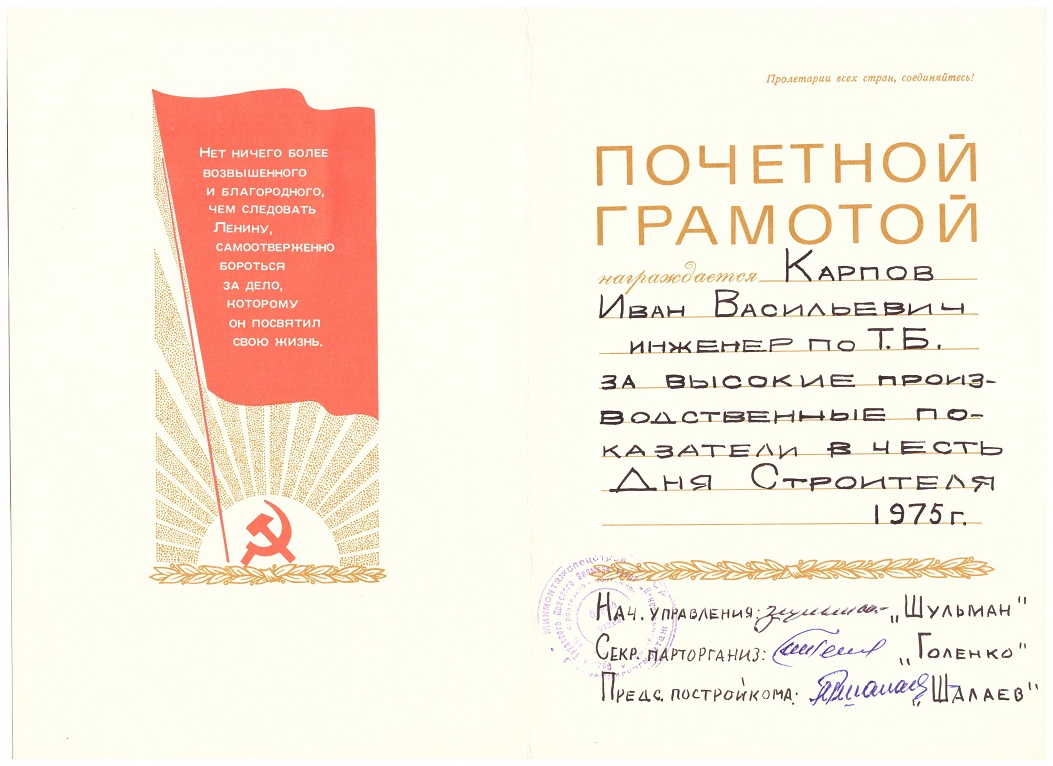 Нет ничего более
возвышенного
и благородного,
чем следовать
Ленину,
самоотверженно
бороться
за дело,
которому
он посвятил
свою жизнь.
Пролетарии всех стран, соединяйтесь!
ПОЧЕТНОЙ
ГРАМОТОЙ
награждается Карпов
Иван Васильевич
инженер по Т.Б.
за высокие произ-
водственные по-
казатели в честь
Дня Строителя
1975 г.
Минмонтажспецстрой
Нач. управления: „Шульман"
Секр. парторганиз: „Голенко"
Предс. постройкома: „Шалаев"